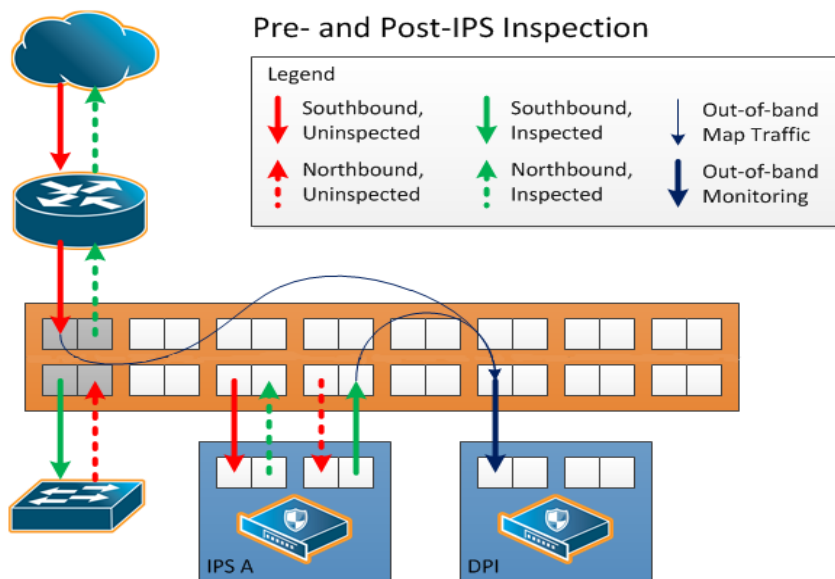 Pre- and Post-IPS Inspection
Legend
Southbound,
Uninspected
Southbound,
Inspected
Out-of-band
Map Traffic
Northbound,
Uninspected
Northbound,
Inspected
Out-of-band
Monitoring
IPS A
DPI